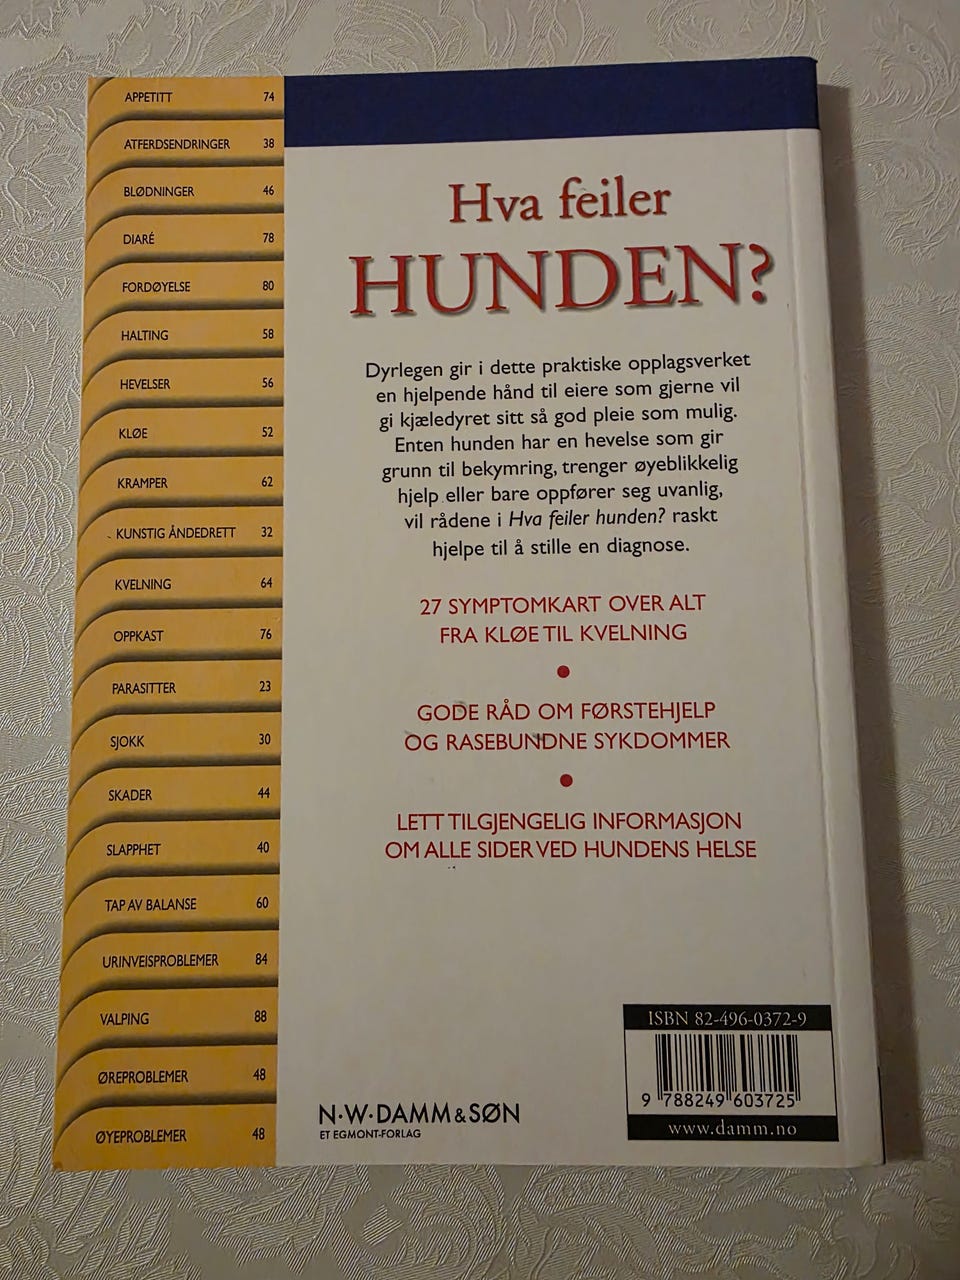 APPETITT 74
ATFERDSENDRINGER 38
BLØDNINGER 46
DIARÉ 78
FORDØYELSE 80
HALTING 58
HEVELSER 56
KLØE 52
KRAMPER 62
KUNSTIG ÅNDEDRETT 32
KVELNING 64
OPPKAST 76
PARASITTER 23
SJOKK 30
SKADER 44
SLAPPHET 40
TAP AV BALANSE 60
URINVEISPROBLEMER 84
VALPING 88
ØREPROBLEMER 48
ØYEPROBLEMER 48
Hva feiler
HUNDEN?
Dyrlegen gir i dette praktiske opplagsverket
en hjelpende hånd til eiere som gjerne vil
gi kjæledyret sitt så god pleie som mulig.
Enten hunden har en hevelse som gir
grunn til bekymring, trenger øyeblikkelig
hjelp eller bare oppfører seg uvanlig,
vil rådene i Hva feiler hunden? raskt
hjelpe til å stille en diagnose.
27 SYMPTOMKART OVER ALT
FRA KLØE TIL KVELNING
•
GODE RÅD OM FØRSTEHJELP
OG RASEBUNDNE SYKDOMMER
•
LETT TILGJENGELIG INFORMASJON
OM ALLE SIDER VED HUNDENS HELSE
N·W·DAMM & SØN
ET EGMONT-FORLAG
ISBN 82-496-0372-9
9 788249 603725
www.damm.no